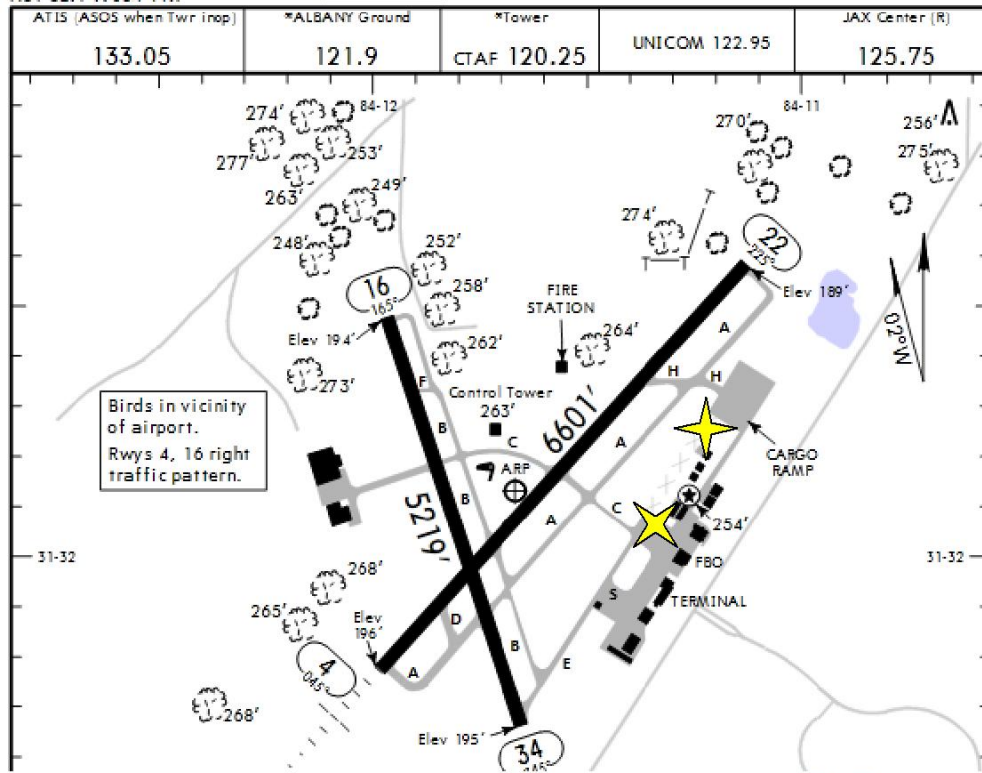 ATIS (ASOS when Twr inop)
133.05
*ALBANY Ground
121.9
*Tower
CTAF 120.25
UNICOM 122.95
JAX Center (R)
125.75
84-12
84-11
274'
277'
253'
263'
249'
248'
252'
258'
262'
273'
270'
256'
275'
274'
16
165°
Elev 194'
22
225°
Elev 189'
02°W
FIRE
STATION
264'
Control Tower
263'
Birds in vicinity
of airport.
Rwys 4, 16 right
traffic pattern.
F
B
C
H
H
A
A
6601'
CARGO
RAMP
ARP
B
5219'
A
C
254'
31-32
31-32
FBO
S
TERMINAL
268'
265'
Elev
196'
D
B
E
A
4
045°
268'
Elev 195'
34